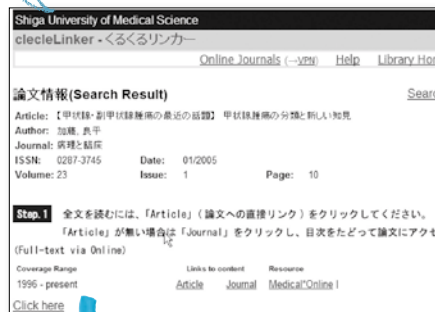 Shiga University of Medical Science
clecleLinker - くるくるリンカー
Online Journals (→VPN) Help Library Hom
論文情報(Search Result) Searc
Article: 【甲状腺・副甲状腺腫瘍の最近の話題】 甲状腺腫瘍の分類と新しい知見
Author: 加藤, 良平
Journal: 病理と臨床
ISSN: 0287-3745 Date: 01/2005
Volume: 23 Issue: 1 Page: 10
Step. 1 全文を読むには、「Article」(論文への直接リンク)をクリックしてください。
「Article」が無い場合は「Journal」をクリックし、目次をたどって論文にアクセ
(Full-text via Online)
Coverage Range Links to content Resource
1996 - present Article Journal Medical*Online I
Click here